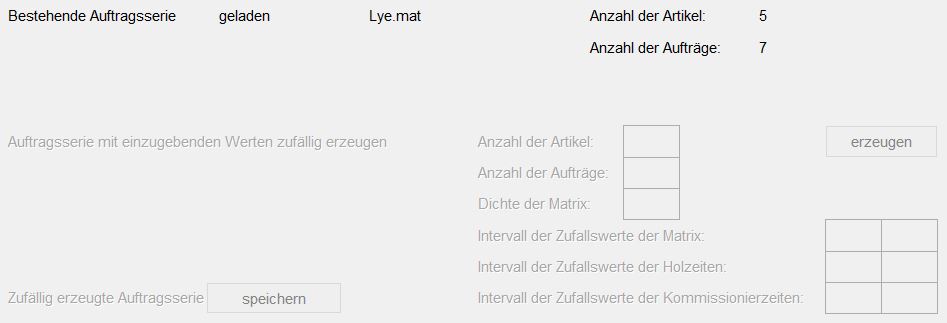 Bestehende Auftragsserie geladen Lye.mat Anzahl der Artikel: 5
Anzahl der Aufträge: 7
Auftragsserie mit einzugebenden Werten zufällig erzeugen Anzahl der Artikel: erzeugen
Anzahl der Aufträge:
Dichte der Matrix:
Intervall der Zufallswerte der Matrix:
Intervall der Zufallswerte der Holzeiten:
Zufällig erzeugte Auftragsserie speichern Intervall der Zufallswerte der Kommissionierzeiten: